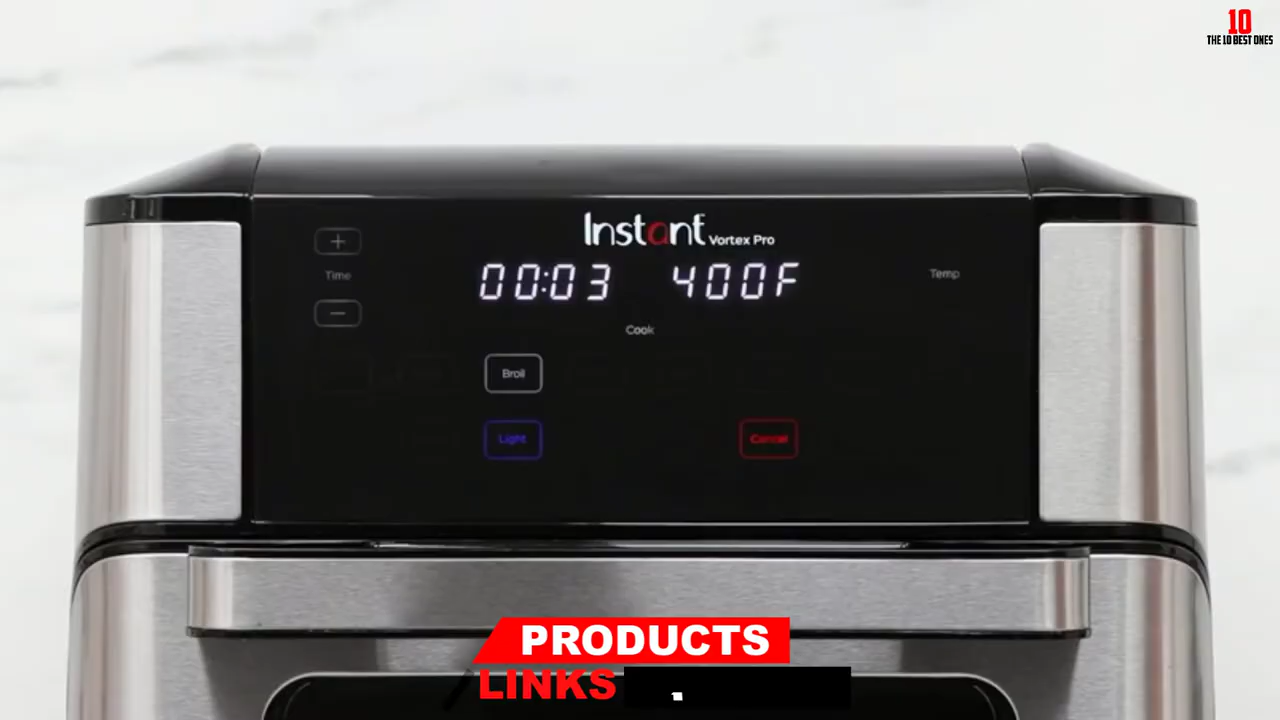 10
THE 10 BEST ONES
Instant Vortex Pro
+
Time
−
00:03 400F
Temp
Cook
Broil
Light
Cancel
PRODUCTS
LINKS